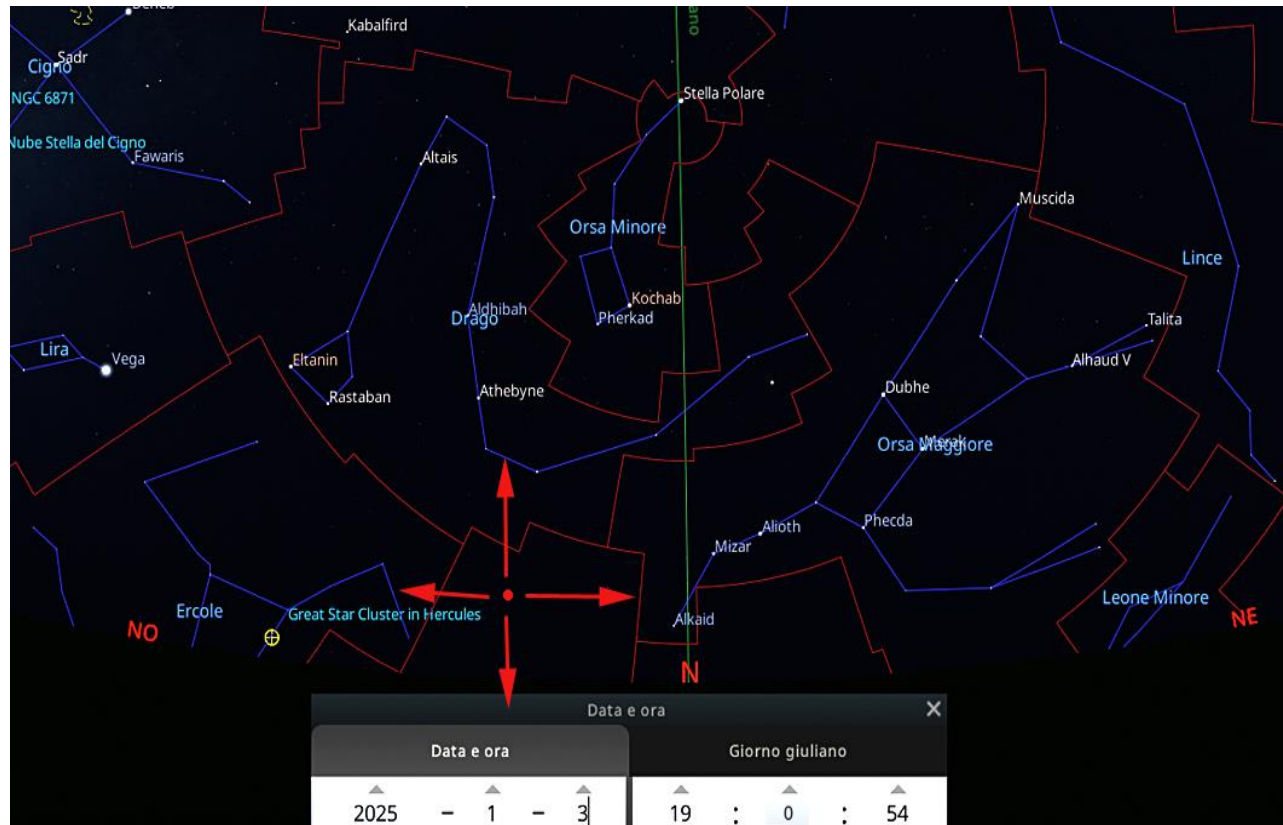 Deneb
Kabalfird
ano
Sadr
Cigno
NGC 6871
Stella Polare
Nube Stella del Cigno
Fawaris
Altais
Muscida
Orsa Minore
Lince
Kochab
Aldhibah
Drago
Pherkad
Talita
Lira
Vega
Eltanin
Alhaud V
Rastaban
Athebyne
Dubhe
Orsa Maggiore
Merak
Alioth
Phecda
Mizar
Ercole
Great Star Cluster in Hercules
Alkaid
Leone Minore
NO
NE
N
Data e ora
Data e ora
Giorno giuliano
2025 - 1 - 3
19 : 0 : 54